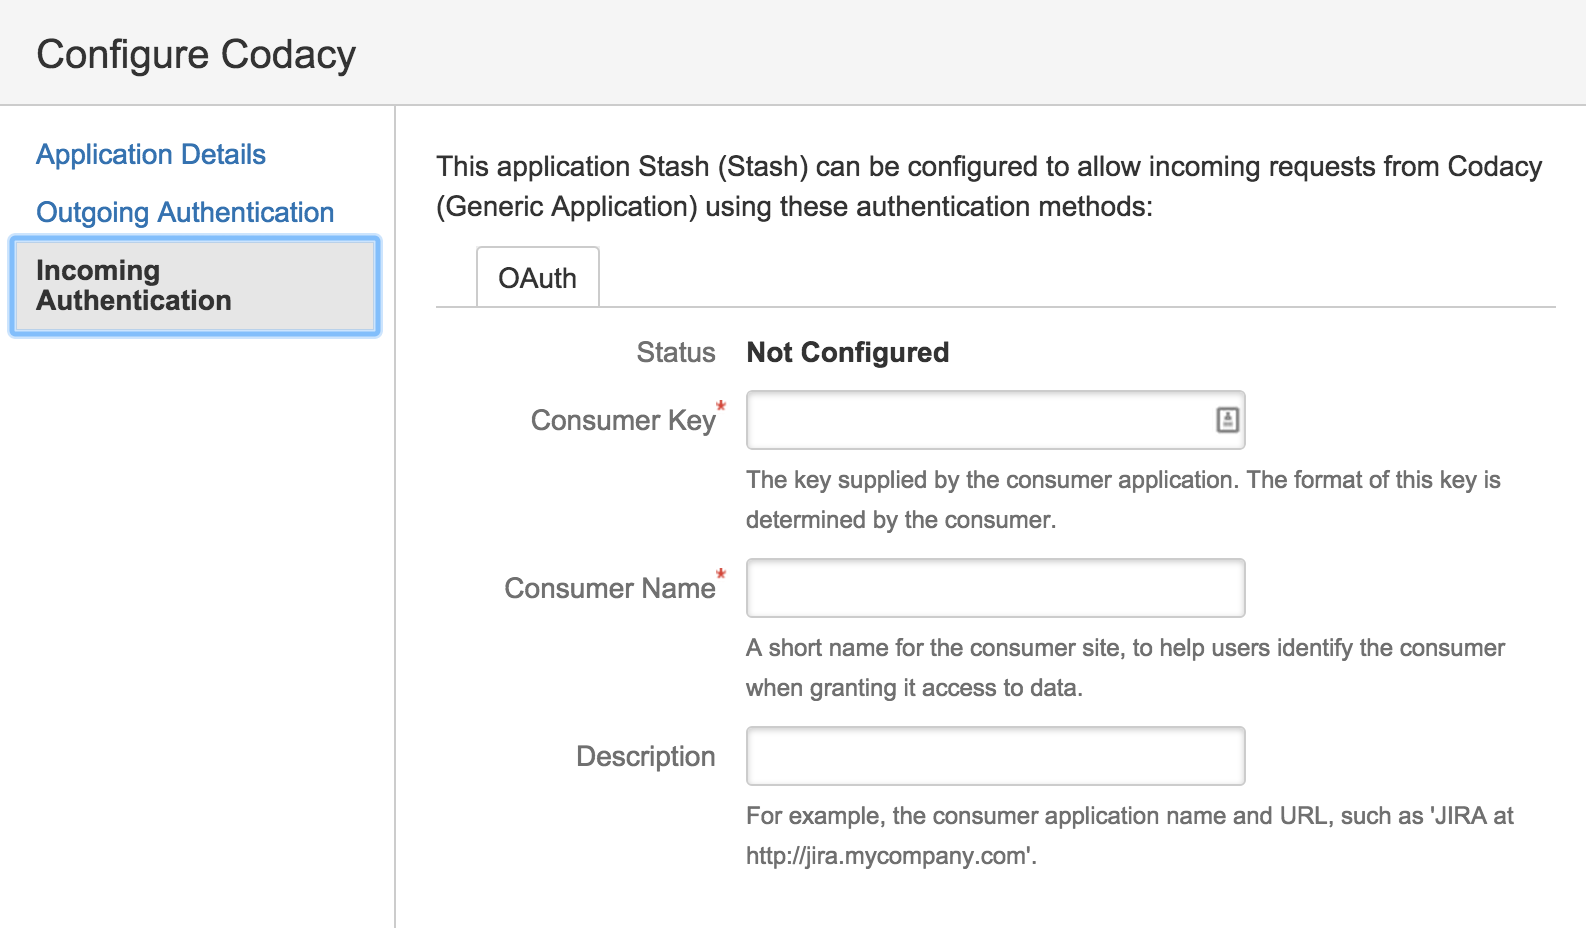 Configure Codacy
Application Details
Outgoing Authentication
Incoming
Authentication
This application Stash (Stash) can be configured to allow incoming requests from Codacy
(Generic Application) using these authentication methods:
OAuth
Status Not Configured
Consumer Key*
The key supplied by the consumer application. The format of this key is
determined by the consumer.
Consumer Name*
A short name for the consumer site, to help users identify the consumer
when granting it access to data.
Description
For example, the consumer application name and URL, such as 'JIRA at
http://jira.mycompany.com'.